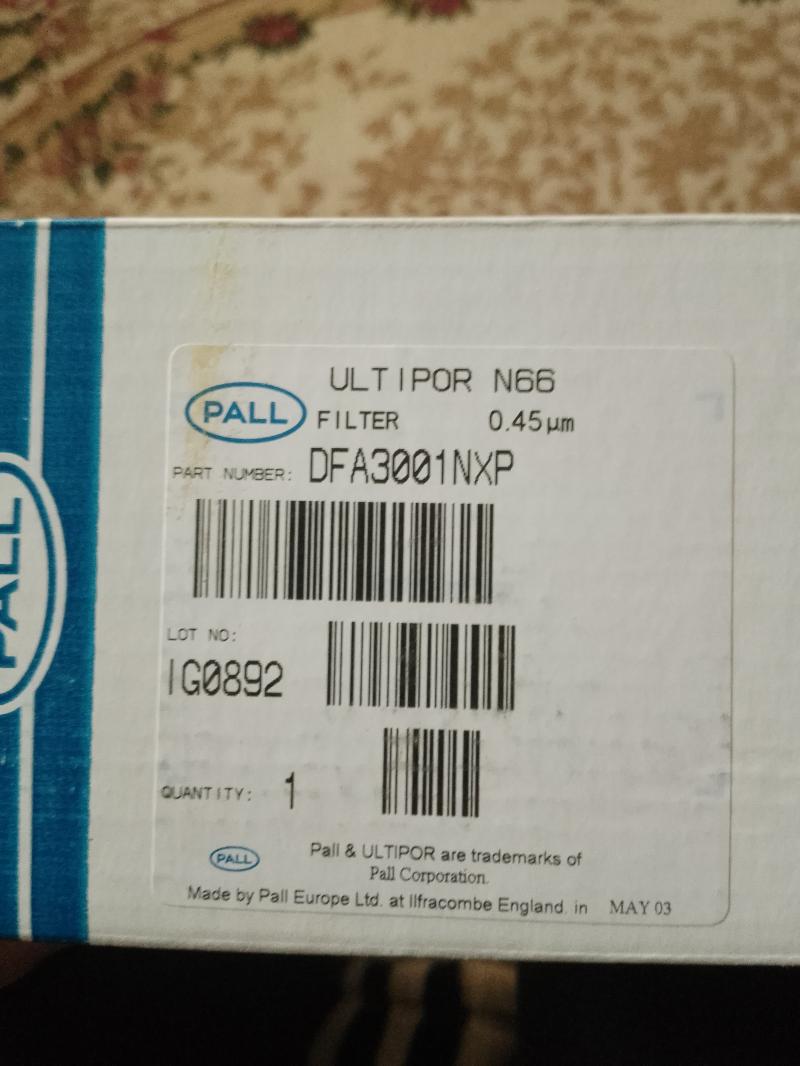 PALL
ULTIPOR N66
PALL FILTER 0.45µm
PART NUMBER: DFA3001NXP
LOT NO:
IG0892
QUANTITY: 1
PALL Pall & ULTIPOR are trademarks of
Pall Corporation.
Made by Pall Europe Ltd. at Ilfracombe England. in MAY 03